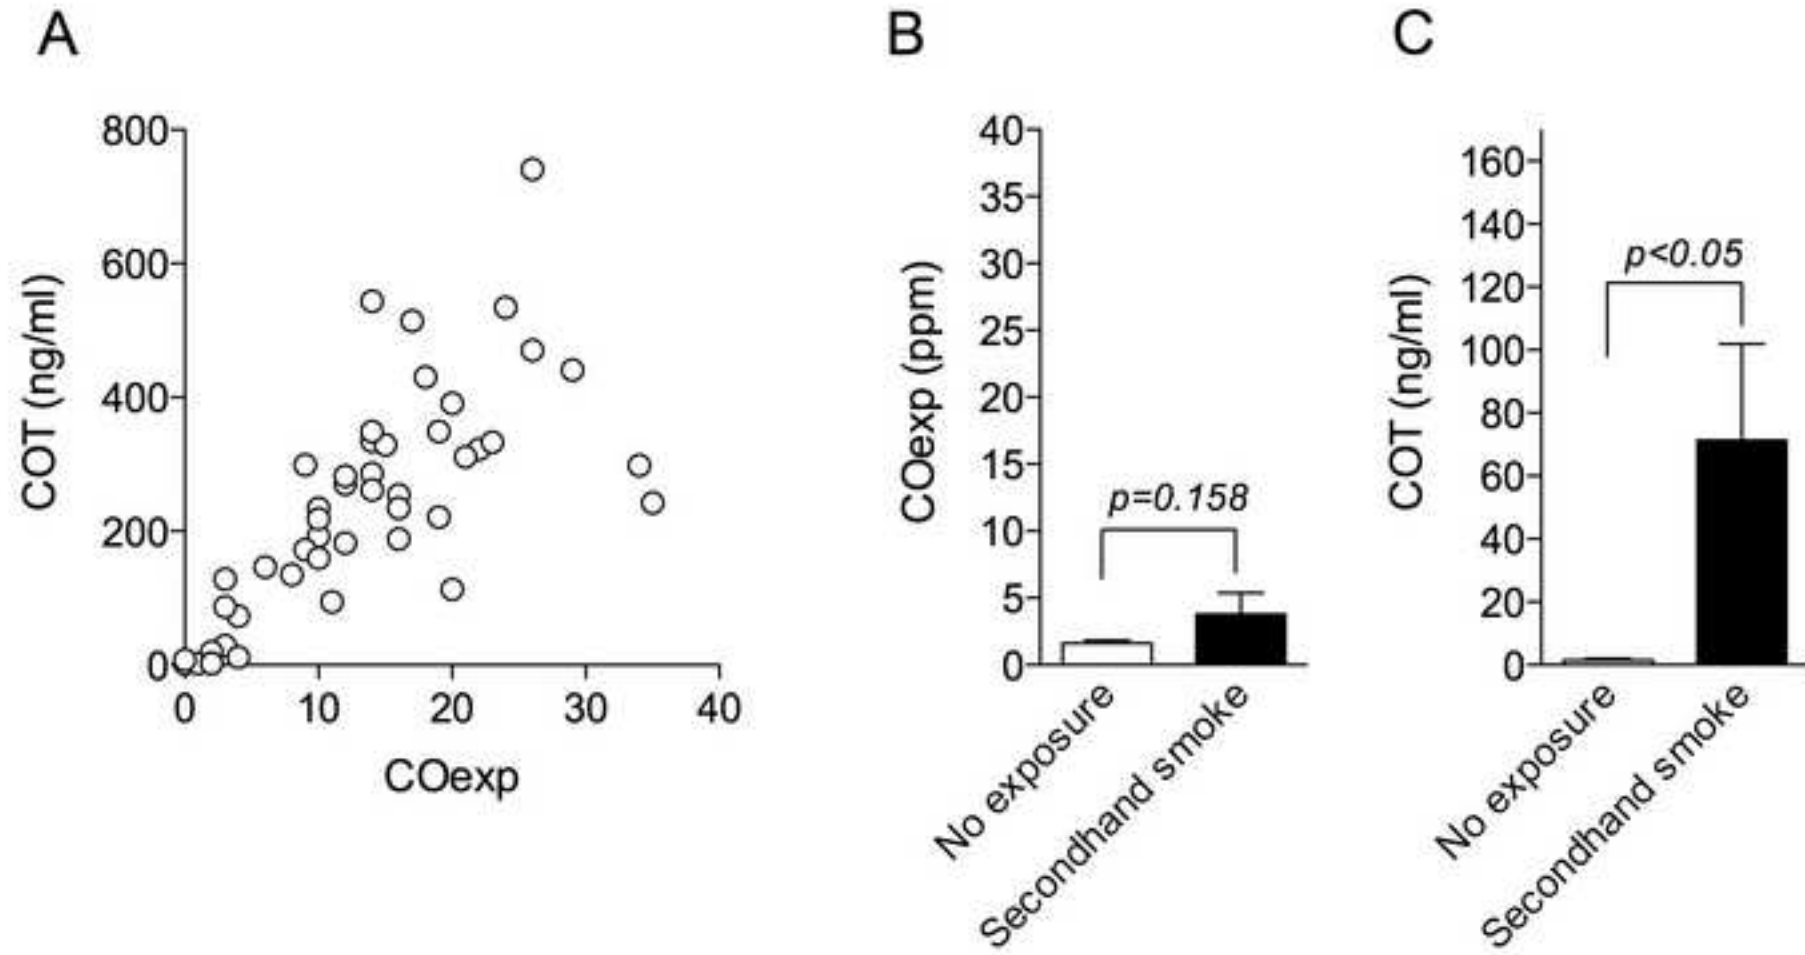 A
B
C
COT (ng/ml)
800
600
400
200
0
0
10
20
30
40
COexp
COexp (ppm)
40
35
30
25
20
15
10
5
0
p=0.158
No exposure
Secondhand smoke
COT (ng/ml)
160
140
120
100
80
60
40
20
0
p<0.05
No exposure
Secondhand smoke